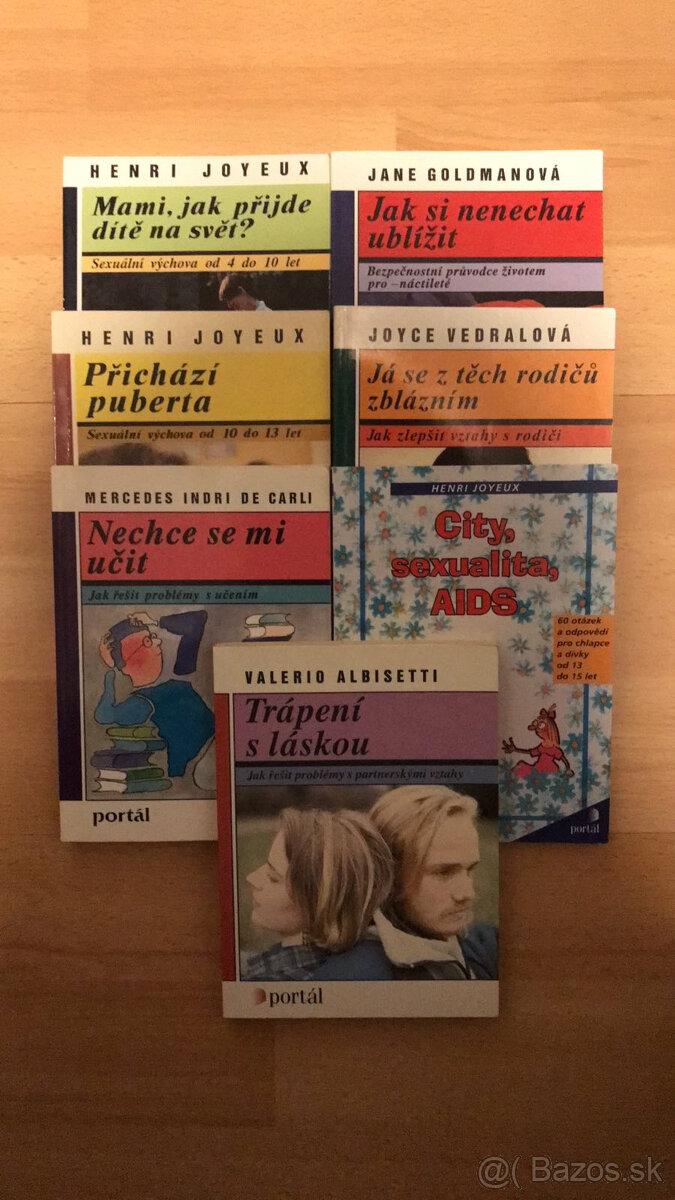 HENRI JOYEUX
Mami, jak přijde
dítě na svět?
Sexuální výchova od 4 do 10 let
JANE GOLDMANOVÁ
Jak si nenechat
ublížit
Bezpečnostní průvodce životem
pro -náctileté
HENRI JOYEUX
Přichází
puberta
Sexuální výchova od 10 do 13 let
JOYCE VEDRALOVÁ
Já se z těch rodičů
zblázním
Jak zlepšit vztahy s rodiči
MERCEDES INDRI DE CARLI
Nechce se mi
učit
Jak řešit problémy s učením
portál
HENRI JOYEUX
City,
sexualita,
AIDS
60 otázek
a odpovědí
pro chlapce
a dívky
od 13
do 15 let
portál
VALERIO ALBISETTI
Trápení
s láskou
Jak řešit problémy s partnerskými vztahy
portál
@( Bazos.sk